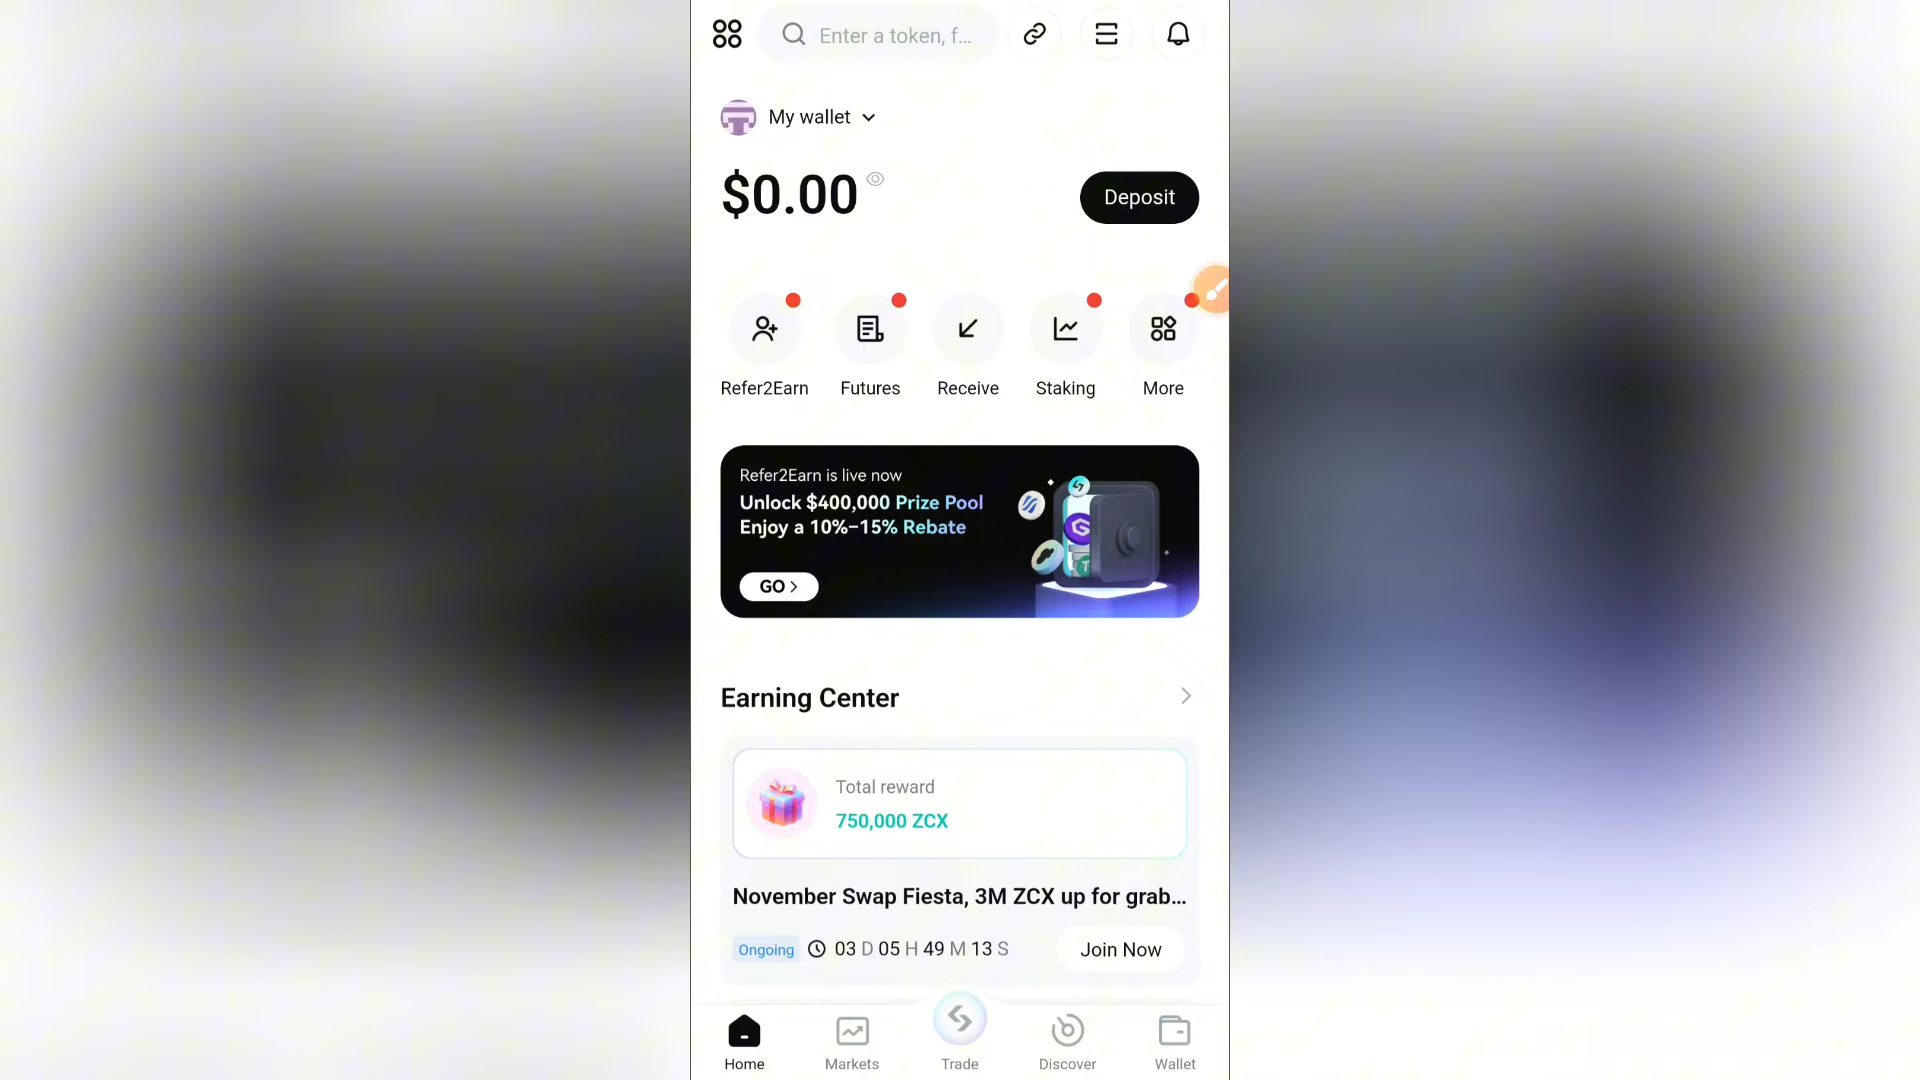 Enter a token, f...
My wallet
$0.00
Deposit
Refer2Earn
Futures
Receive
Staking
More
Refer2Earn is live now
Unlock $400,000 Prize Pool
Enjoy a 10%–15% Rebate
GO
Earning Center
Total reward
750,000 ZCX
November Swap Fiesta, 3M ZCX up for grab...
Ongoing 03 D 05 H 49 M 13 S
Join Now
Home
Markets
Trade
Discover
Wallet